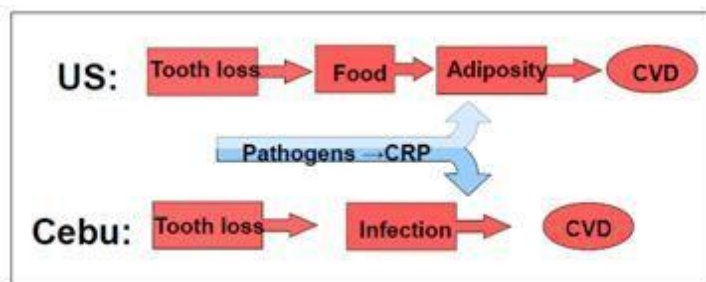 US: Tooth loss Food Adiposity CVD
Pathogens →CRP
Cebu: Tooth loss Infection CVD